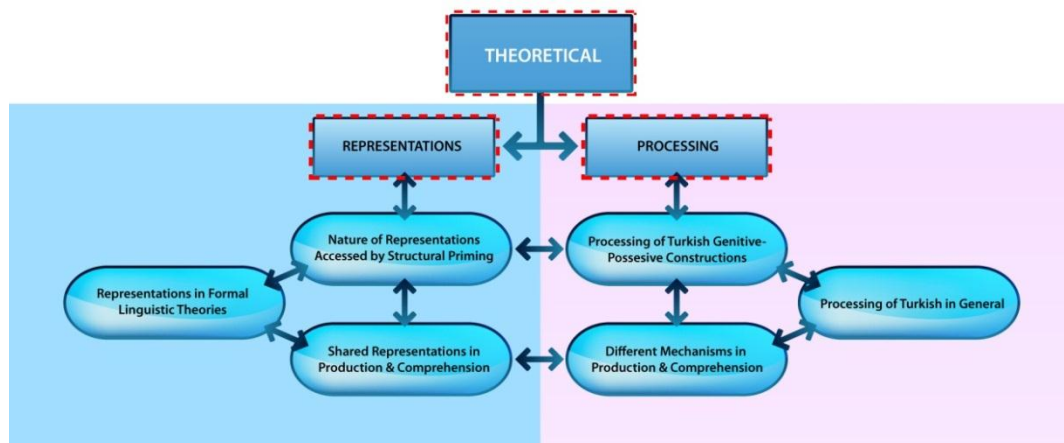 THEORETICAL
REPRESENTATIONS
PROCESSING
Nature of Representations
Accessed by Structural Priming
Processing of Turkish Genitive-
Possesive Constructions
Representations in Formal
Linguistic Theories
Processing of Turkish in General
Shared Representations in
Production & Comprehension
Different Mechanisms in
Production & Comprehension